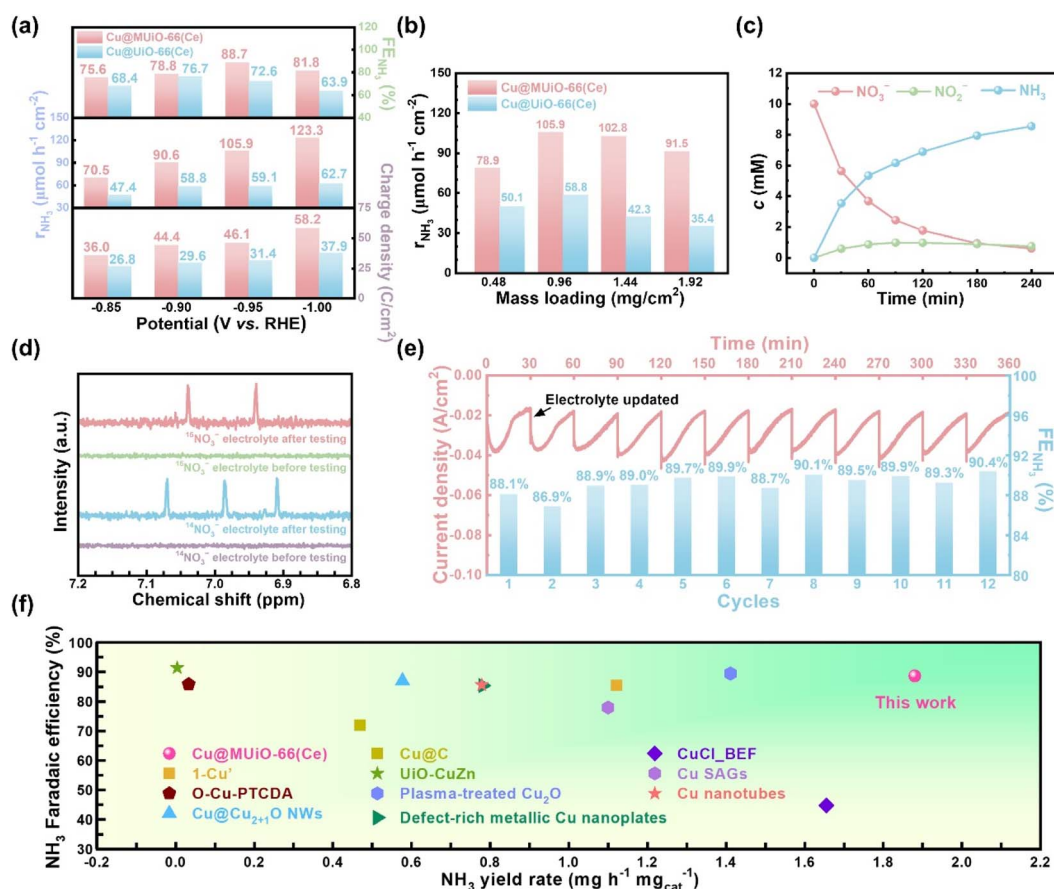 (a)
Cu@MUiO-66(Ce)
Cu@UiO-66(Ce)
75.6 68.4 78.8 76.7 88.7 72.6 81.8 63.9
70.5 47.4 90.6 58.8 105.9 59.1 123.3 62.7
36.0 26.8 44.4 29.6 46.1 31.4 58.2 37.9
150
120
90
60
30
r_NH₃ (μmol h⁻¹ cm⁻²)
120
100
80
60
40
FE_NH₃ (%)
75
50
25
0
Charge density (C/cm²)
-0.85 -0.90 -0.95 -1.00
Potential (V vs. RHE)
(b)
Cu@MUiO-66(Ce)
Cu@UiO-66(Ce)
150
120
90
60
30
0
r_NH₃ (μmol h⁻¹ cm⁻²)
78.9 50.1 105.9 58.8 102.8 42.3 91.5 35.4
0.48 0.96 1.44 1.92
Mass loading (mg/cm²)
(c)
NO₃⁻ NO₂⁻ NH₃
12
10
8
6
4
2
0
c (mM)
0 60 120 180 240
Time (min)
(d)
Intensity (a.u.)
¹⁵NO₃⁻ electrolyte after testing
¹⁵NO₃⁻ electrolyte before testing
¹⁴NO₃⁻ electrolyte after testing
¹⁴NO₃⁻ electrolyte before testing
7.2 7.1 7.0 6.9 6.8
Chemical shift (ppm)
(e)
Time (min)
0 30 60 90 120 150 180 210 240 270 300 330 360
0.00
-0.02
-0.04
-0.06
-0.08
-0.10
Current density (A/cm²)
Electrolyte updated
88.1% 86.9% 88.9% 89.0% 89.7% 89.9% 88.7% 90.1% 89.5% 89.9% 89.3% 90.4%
100
96
92
88
84
80
FE_NH₃ (%)
1 2 3 4 5 6 7 8 9 10 11 12
Cycles
(f)
NH₃ Faradaic efficiency (%)
100
90
80
70
60
50
40
30
This work
Cu@MUiO-66(Ce) Cu@C CuCl_BEF
1-Cu' UiO-CuZn Cu SAGs
O-Cu-PTCDA Plasma-treated Cu₂O Cu nanotubes
Cu@Cu₂₊₁O NWs Defect-rich metallic Cu nanoplates
-0.2 0.0 0.2 0.4 0.6 0.8 1.0 1.2 1.4 1.6 1.8 2.0 2.2
NH₃ yield rate (mg h⁻¹ mg_cat⁻¹)